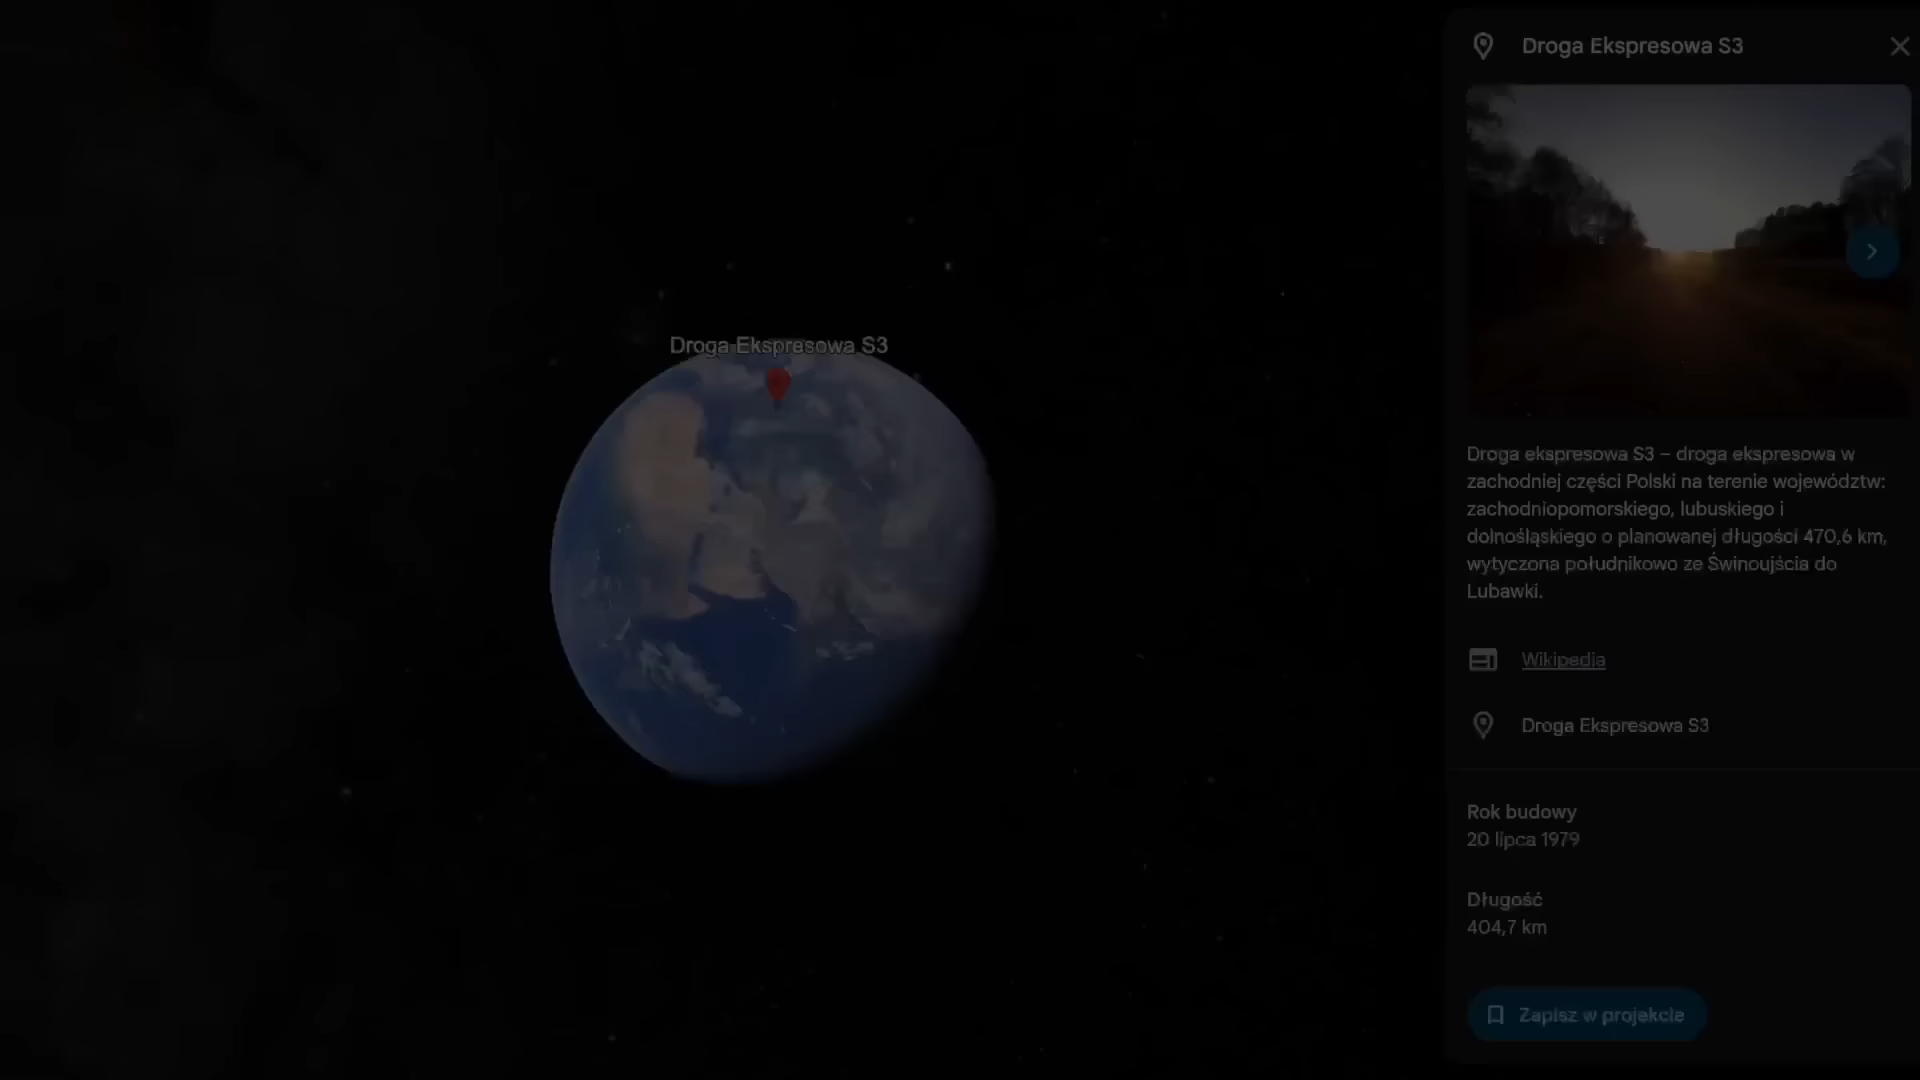 Droga Ekspresowa S3
Droga Ekspresowa S3
Droga ekspresowa S3 – droga ekspresowa w
zachodniej części Polski na terenie województw:
zachodniopomorskiego, lubuskiego i
dolnośląskiego o planowanej długości 470,6 km,
wytyczona południkowo ze Świnoujścia do
Lubawki.
Wikipedia
Droga Ekspresowa S3
Rok budowy
20 lipca 1979
Długość
404,7 km
Zapisz w projekcie